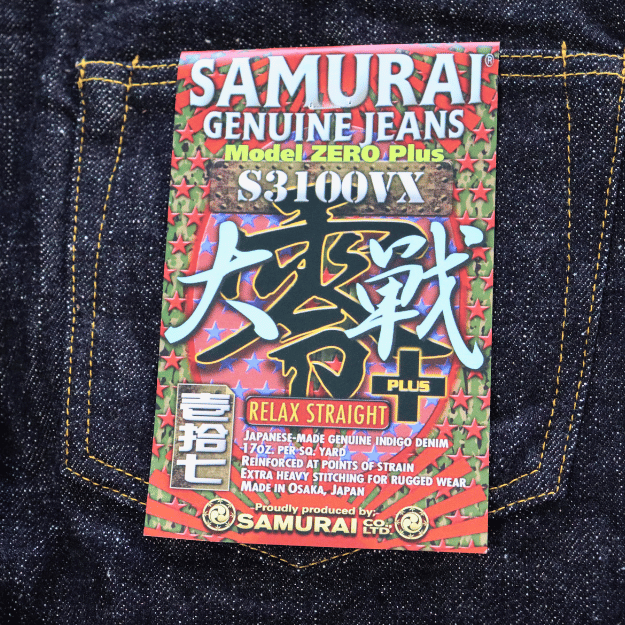 SAMURAI®
GENUINE JEANS
Model ZERO Plus
S3100VX
大戦
零
PLUS
RELAX STRAIGHT
壱拾七
JAPANESE-MADE GENUINE INDIGO DENIM
17OZ. PER SQ. YARD
REINFORCED AT POINTS OF STRAIN
EXTRA HEAVY STITCHING FOR RUGGED WEAR
MADE IN OSAKA, JAPAN
Proudly produced by;
SAMURAI CO., LTD.